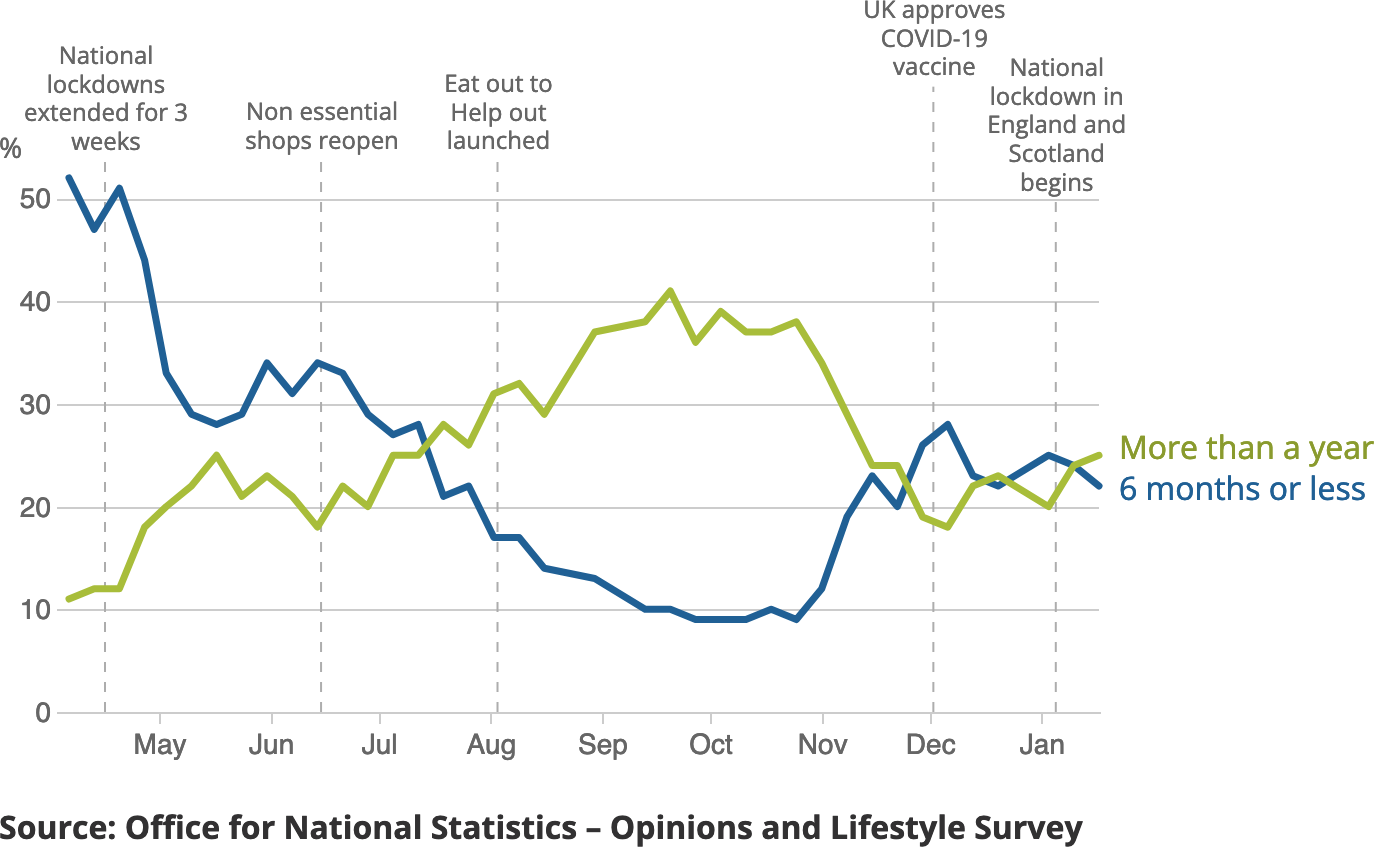 UK approves
COVID-19
vaccine
National
lockdowns
extended for 3
weeks
Non essential
shops reopen
Eat out to
Help out
launched
National
lockdown in
England and
Scotland
begins
%
50
40
30
20
10
0
More than a year
6 months or less
May Jun Jul Aug Sep Oct Nov Dec Jan
Source: Office for National Statistics – Opinions and Lifestyle Survey